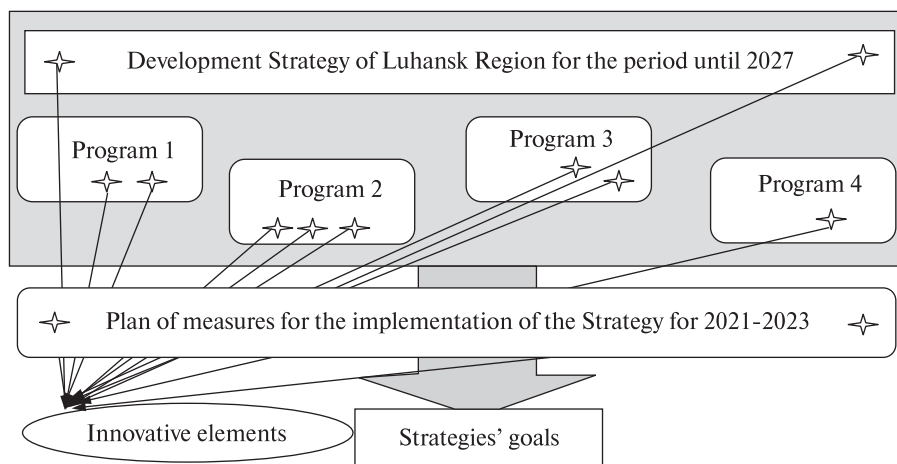 Development Strategy of Luhansk Region for the period until 2027
Program 1
Program 2
Program 3
Program 4
Plan of measures for the implementation of the Strategy for 2021-2023
Innovative elements
Strategies’ goals